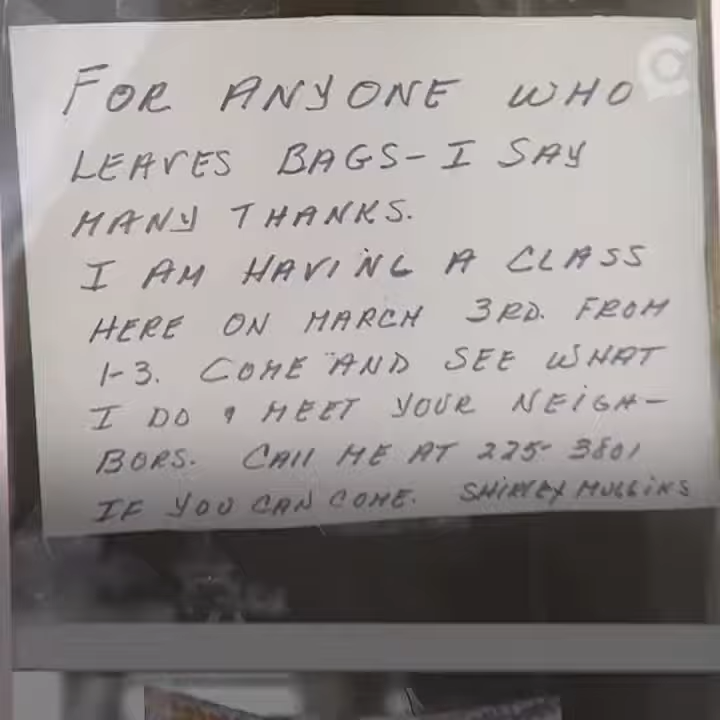 FOR ANYONE WHO
LEAVES BAGS- I SAY
MANY THANKS.
I AM HAVING A CLASS
HERE ON MARCH 3RD. FROM
1-3. COME AND SEE WHAT
I DO & MEET YOUR NEIGH-
BORS. CALL ME AT 225-3801
IF YOU CAN COME. SHIRLEY MULLINS